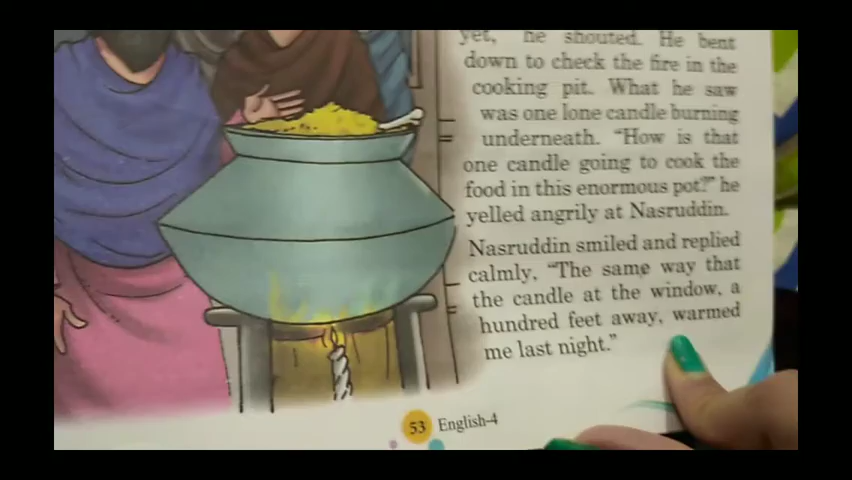 yet, he shouted. He bent
down to check the fire in the
cooking pit. What he saw
was one lone candle burning
underneath. “How is that
one candle going to cook the
food in this enormous pot?” he
yelled angrily at Nasruddin.
Nasruddin smiled and replied
calmly, “The same way that
the candle at the window, a
hundred feet away, warmed
me last night.”
53 English-4